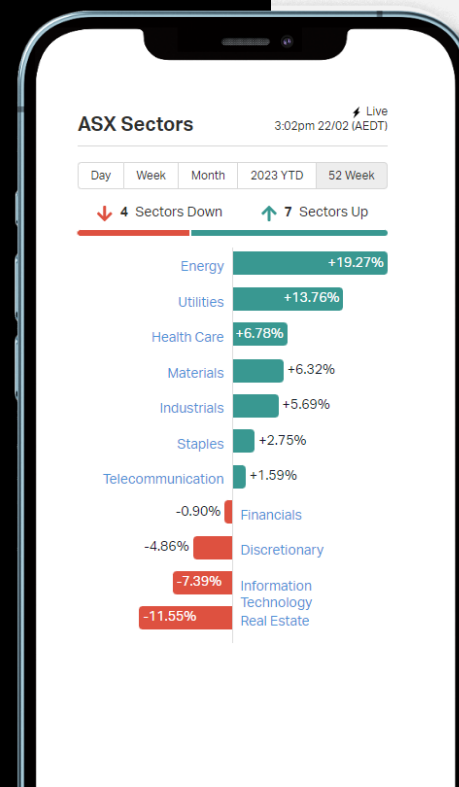 Live
ASX Sectors
3:02pm 22/02 (AEDT)
Day Week Month 2023 YTD 52 Week
4 Sectors Down 7 Sectors Up
Energy +19.27%
Utilities +13.76%
Health Care +6.78%
Materials +6.32%
Industrials +5.69%
Staples +2.75%
Telecommunication +1.59%
-0.90% Financials
-4.86% Discretionary
-7.39% Information
Technology
-11.55% Real Estate